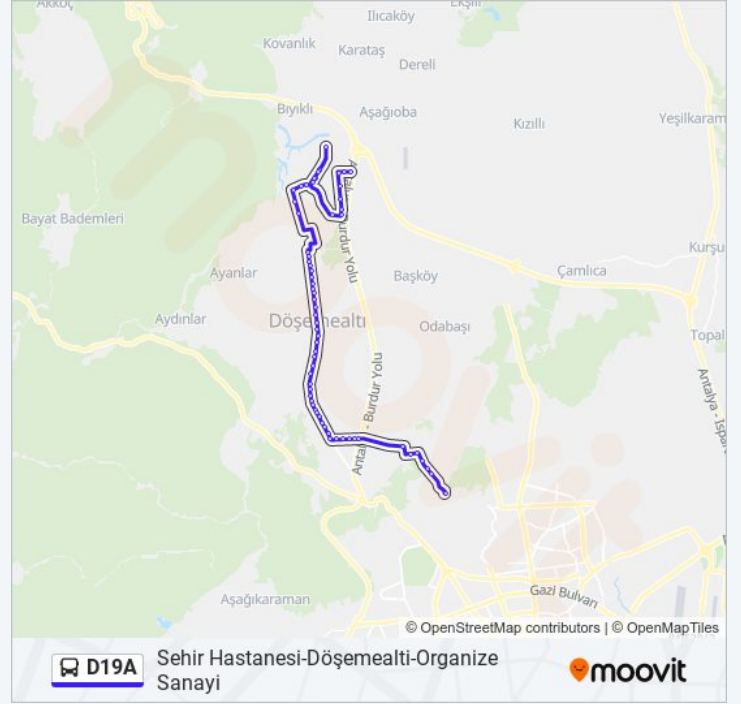 Akkoç
Ilıcaköy
Ekşili
Kovanlık
Karataş
Dereli
Bıyıklı
Aşağıoba
Kızıllı
Yeşilkaram
Bayat Bademleri
Kurşu
Ayanlar
Başköy
Çamlıca
Aydınlar
Döşemealtı
Odabaşı
Topal
Burdur Yolu
Antalya - Burdur Yolu
Antalya - Ispar
Aşağıkaraman
Gazi Bulvarı
© OpenStreetMap contributors | © OpenMapTiles
D19A
Sehir Hastanesi-Döşemealti-Organize
Sanayi
moovit